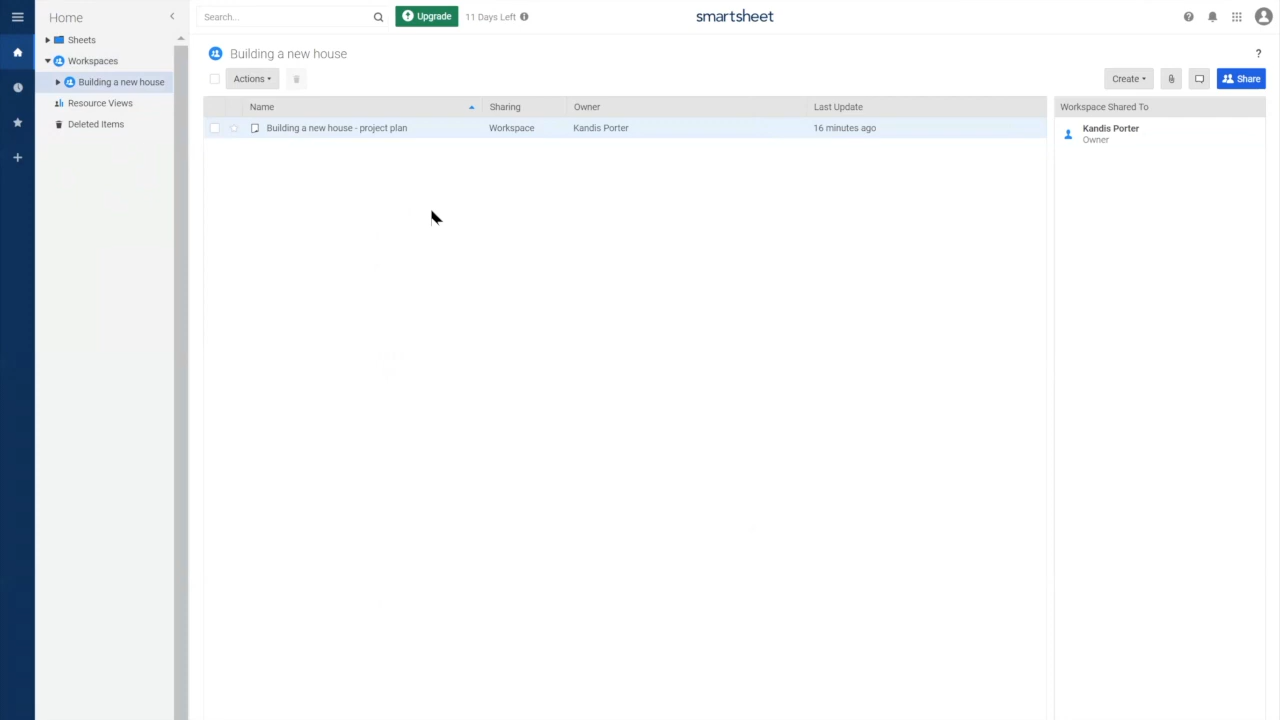 Home
Search...
Upgrade
11 Days Left
smartsheet
Sheets
Workspaces
Building a new house
Resource Views
Deleted Items
Building a new house
?
Actions
Create
Share
Name
Sharing
Owner
Last Update
Workspace Shared To
Building a new house - project plan
Workspace
Kandis Porter
16 minutes ago
Kandis Porter
Owner